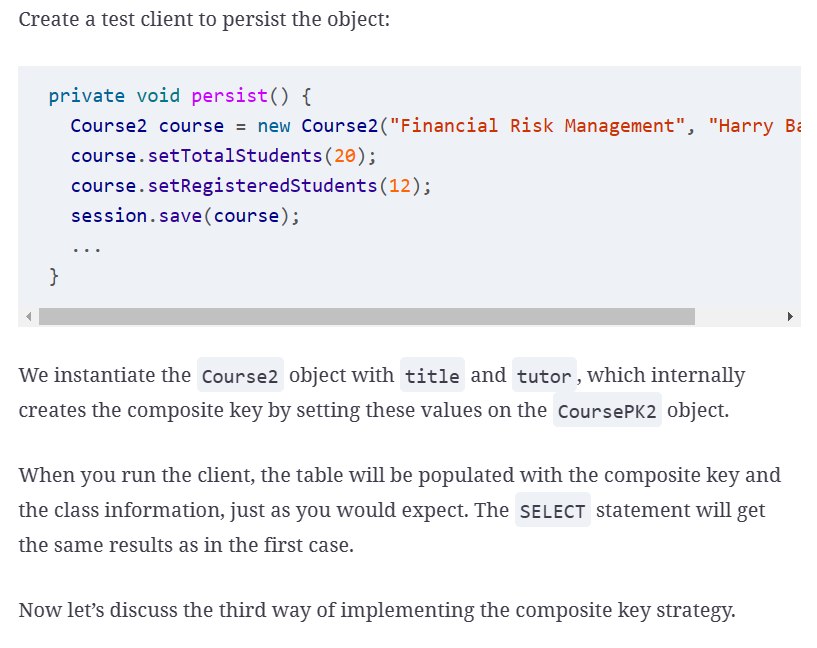 Create a test client to persist the object:
private void persist() {
Course2 course = new Course2("Financial Risk Management", "Harry
course.setTotalStudents(20);
course.setRegisteredStudents(12);
session.save(course);
...
}
We instantiate the Course2 object with title and tutor, which internally
creates the composite key by setting these values on the CoursePK2 object.
When you run the client, the table will be populated with the composite key and
the class information, just as you would expect. The SELECT statement will get
the same results as in the first case.
Now let’s discuss the third way of implementing the composite key strategy.